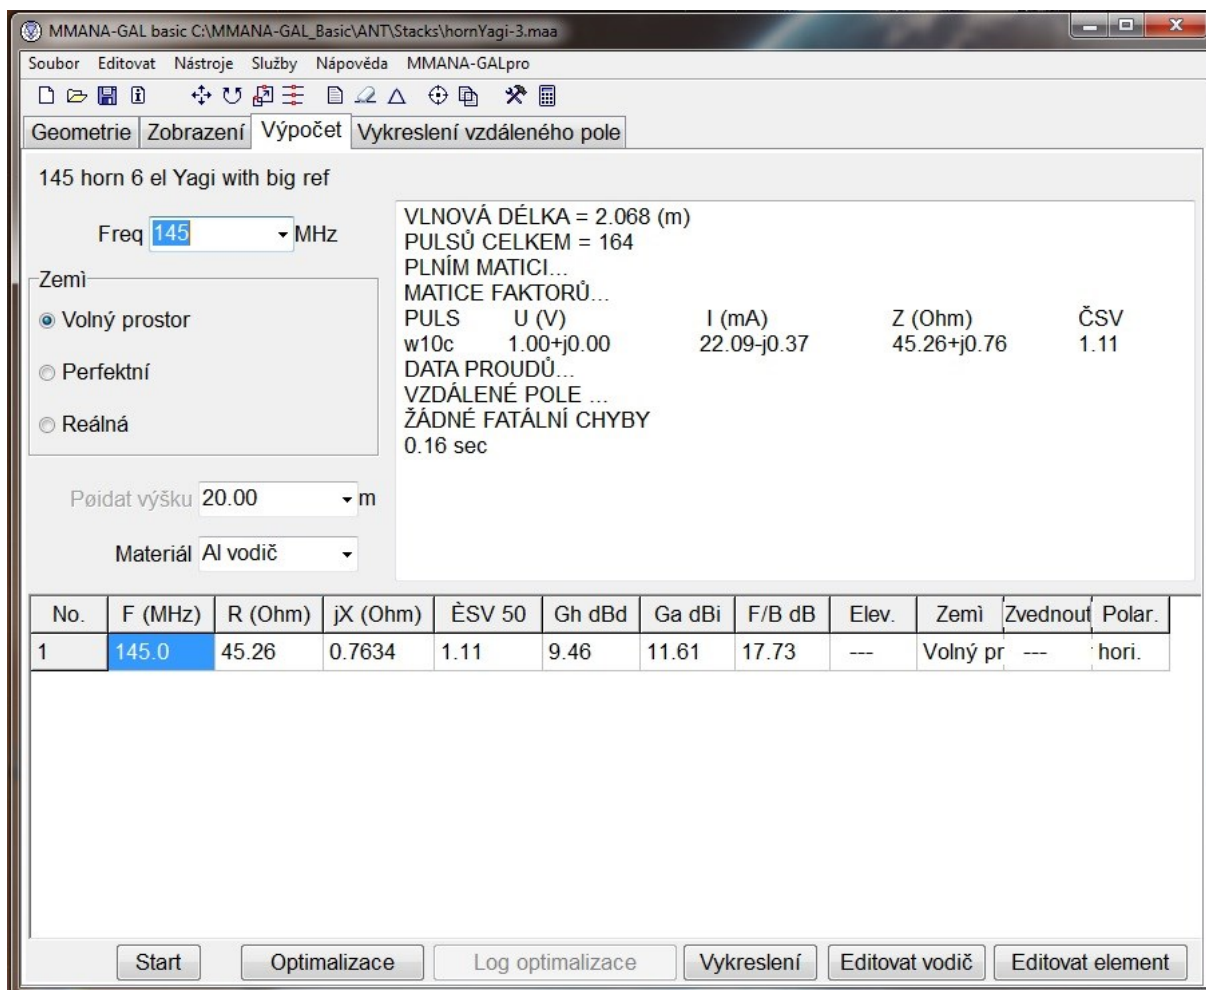 MMANA-GAL basic C:\MMANA-GAL_Basic\ANT\Stacks\hornYagi-3.maa
Soubor Editovat Nástroje Služby Nápověda MMANA-GALpro
Geometrie Zobrazení Výpočet Vykreslení vzdáleného pole
145 horn 6 el Yagi with big ref
Freq 145 MHz
Zemì
Volný prostor
Perfektní
Reálná
Pøidat výšku 20.00 m
Materiál Al vodič
VLNOVÁ DÉLKA = 2.068 (m)
PULSŮ CELKEM = 164
PLNÍM MATICI...
MATICE FAKTORŮ...
PULS U (V) I (mA) Z (Ohm) ČSV
w10c 1.00+j0.00 22.09-j0.37 45.26+j0.76 1.11
DATA PROUDŮ...
VZDÁLENÉ POLE ...
ŽÁDNÉ FATÁLNÍ CHYBY
0.16 sec
No. F (MHz) R (Ohm) jX (Ohm) ÈSV 50 Gh dBd Ga dBi F/B dB Elev. Zemì Zvednout Polar.
1 145.0 45.26 0.7634 1.11 9.46 11.61 17.73 --- Volný pr --- hori.
Start Optimalizace Log optimalizace Vykreslení Editovat vodič Editovat element